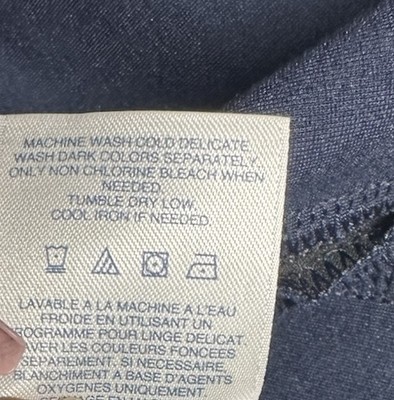 MACHINE WASH COLD DELICATE.
WASH DARK COLORS SEPARATELY.
ONLY NON CHLORINE BLEACH WHEN
NEEDED.
TUMBLE DRY LOW.
COOL IRON IF NEEDED.
LAVABLE A LA MACHINE A L'EAU
FROIDE EN UTILISANT UN
ROGRAMME POUR LINGE DELICAT.
AVER LES COULEURS FONCEES
SEPAREMENT. SI NECESSAIRE,
BLANCHIMENT A BASE D'AGENTS
OXYGENES UNIQUEMENT.